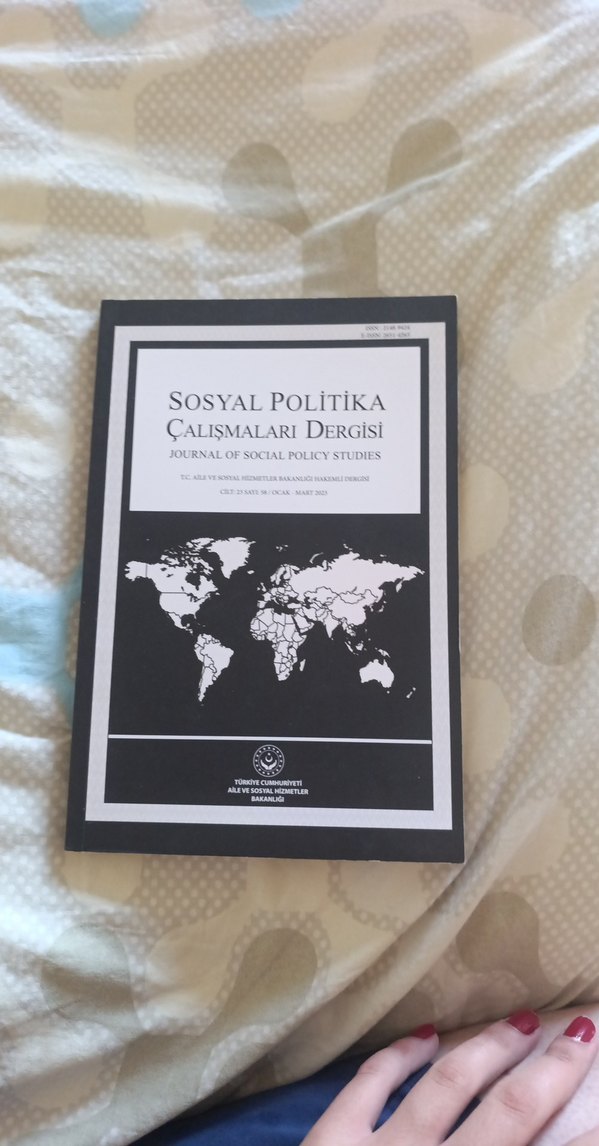 ISSN: 2148-9424
E-ISSN: 2651-4265
SOSYAL POLİTİKA
ÇALIŞMALARI DERGİSİ
JOURNAL OF SOCIAL POLICY STUDIES
T.C. AİLE VE SOSYAL HİZMETLER BAKANLIĞI HAKEMLİ DERGİSİ
CİLT: 23 SAYI: 58 / OCAK - MART 2023
TÜRKİYE CUMHURİYETİ
AİLE VE SOSYAL HİZMETLER
BAKANLIĞI